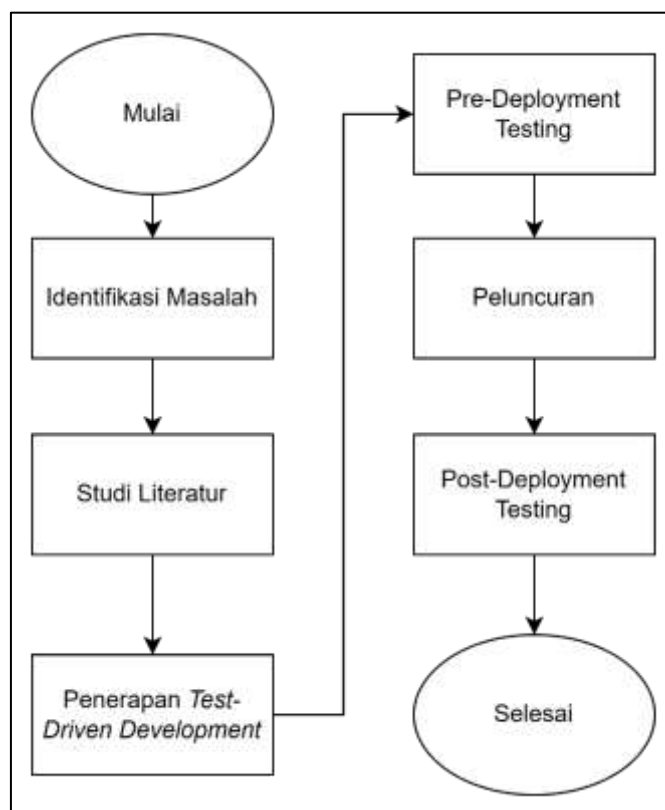 Mulai
Identifikasi Masalah
Studi Literatur
Penerapan Test-
Driven Development
Pre-Deployment
Testing
Peluncuran
Post-Deployment
Testing
Selesai